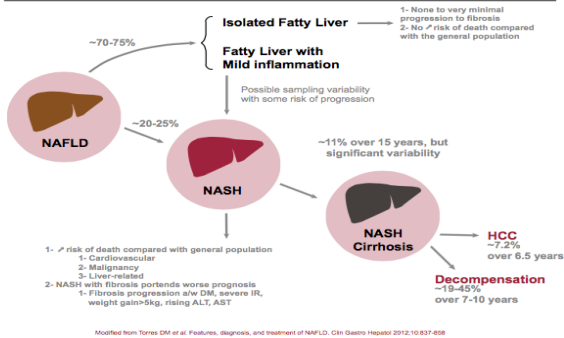 Isolated Fatty Liver
1- None to very minimal
progression to fibrosis
2- No ↗ risk of death compared
with the general population
~70-75%
Fatty Liver with
Mild inflammation
Possible sampling variability
with some risk of progression
NAFLD
~20-25%
NASH
~11% over 15 years, but
significant variability
NASH
Cirrhosis
HCC
~7.2%
over 6.5 years
Decompensation
~19-45%
over 7-10 years
1- ↗ risk of death compared with general population
1- Cardiovascular
2- Malignancy
3- Liver-related
2- NASH with fibrosis portends worse prognosis
1- Fibrosis progression a/w DM, severe IR,
weight gain>5kg, rising ALT, AST
Modified from Torres DM et al. Features, diagnosis, and treatment of NAFLD. Clin Gastro Hepatol 2012;10:837-858